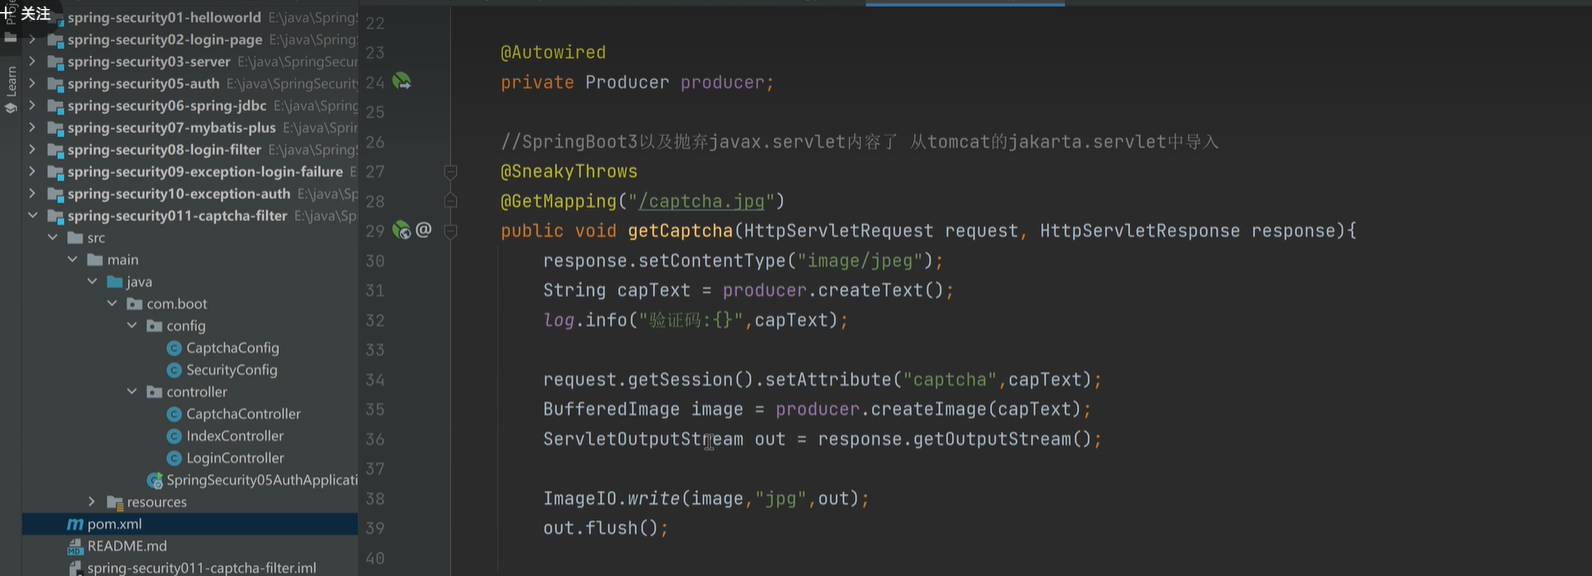 + 关注
Learn
spring-security01-helloworld E:\java\Spring
spring-security02-login-page E:\java\Spring
spring-security03-server E:\java\SpringSecur
spring-security05-auth E:\java\SpringSecurit
spring-security06-spring-jdbc E:\java\Spring
spring-security07-mybatis-plus E:\java\Sprin
spring-security08-login-filter E:\java\Spring
spring-security09-exception-login-failure E
spring-security10-exception-auth E:\java\Sp
spring-security011-captcha-filter E:\java\Sp
src
main
java
com.boot
config
CaptchaConfig
SecurityConfig
controller
CaptchaController
IndexController
LoginController
SpringSecurity05AuthApplicati
resources
pom.xml
README.md
spring-security011-captcha-filter.iml
22
23 @Autowired
24 private Producer producer;
25
26 //SpringBoot3以及抛弃javax.servlet内容了 从tomcat的jakarta.servlet中导入
27 @SneakyThrows
28 @GetMapping("/captcha.jpg")
29 @ public void getCaptcha(HttpServletRequest request, HttpServletResponse response){
30 response.setContentType("image/jpeg");
31 String capText = producer.createText();
32 log.info("验证码:{}",capText);
33
34 request.getSession().setAttribute("captcha",capText);
35 BufferedImage image = producer.createImage(capText);
36 ServletOutputStream out = response.getOutputStream();
37
38 ImageIO.write(image,"jpg",out);
39 out.flush();
40